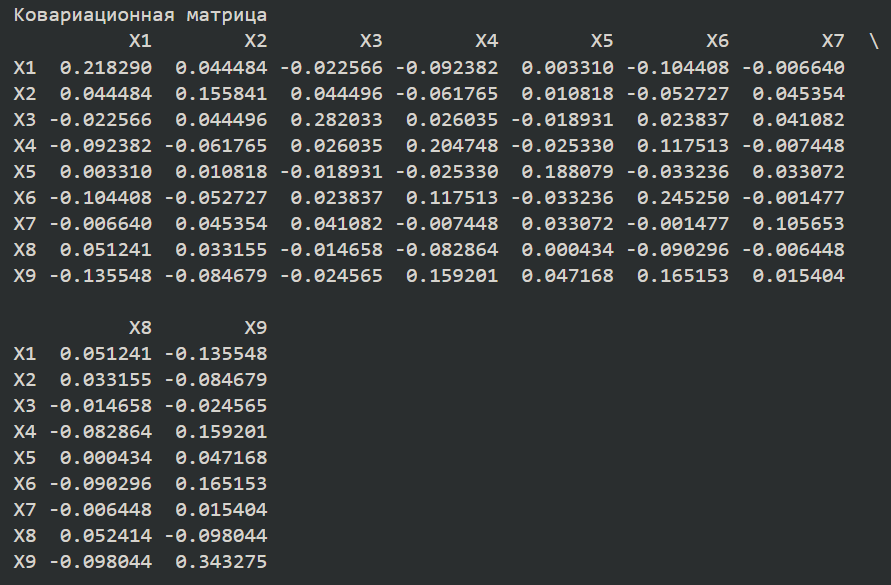 Ковариационная матрица
X1 X2 X3 X4 X5 X6 X7 \
X1 0.218290 0.044484 -0.022566 -0.092382 0.003310 -0.104408 -0.006640
X2 0.044484 0.155841 0.044496 -0.061765 0.010818 -0.052727 0.045354
X3 -0.022566 0.044496 0.282033 0.026035 -0.018931 0.023837 0.041082
X4 -0.092382 -0.061765 0.026035 0.204748 -0.025330 0.117513 -0.007448
X5 0.003310 0.010818 -0.018931 -0.025330 0.188079 -0.033236 0.033072
X6 -0.104408 -0.052727 0.023837 0.117513 -0.033236 0.245250 -0.001477
X7 -0.006640 0.045354 0.041082 -0.007448 0.033072 -0.001477 0.105653
X8 0.051241 0.033155 -0.014658 -0.082864 0.000434 -0.090296 -0.006448
X9 -0.135548 -0.084679 -0.024565 0.159201 0.047168 0.165153 0.015404
X8 X9
X1 0.051241 -0.135548
X2 0.033155 -0.084679
X3 -0.014658 -0.024565
X4 -0.082864 0.159201
X5 0.000434 0.047168
X6 -0.090296 0.165153
X7 -0.006448 0.015404
X8 0.052414 -0.098044
X9 -0.098044 0.343275